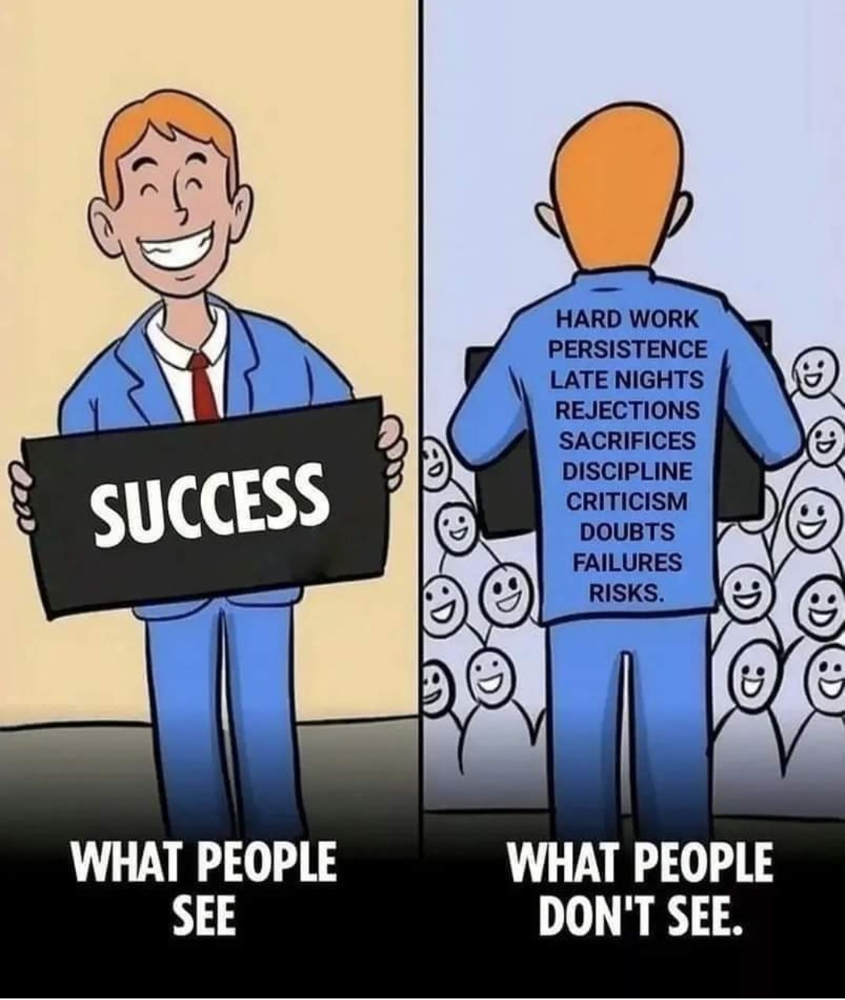 SUCCESS
WHAT PEOPLE
SEE
HARD WORK
PERSISTENCE
LATE NIGHTS
REJECTIONS
SACRIFICES
DISCIPLINE
CRITICISM
DOUBTS
FAILURES
RISKS.
WHAT PEOPLE
DON'T SEE.